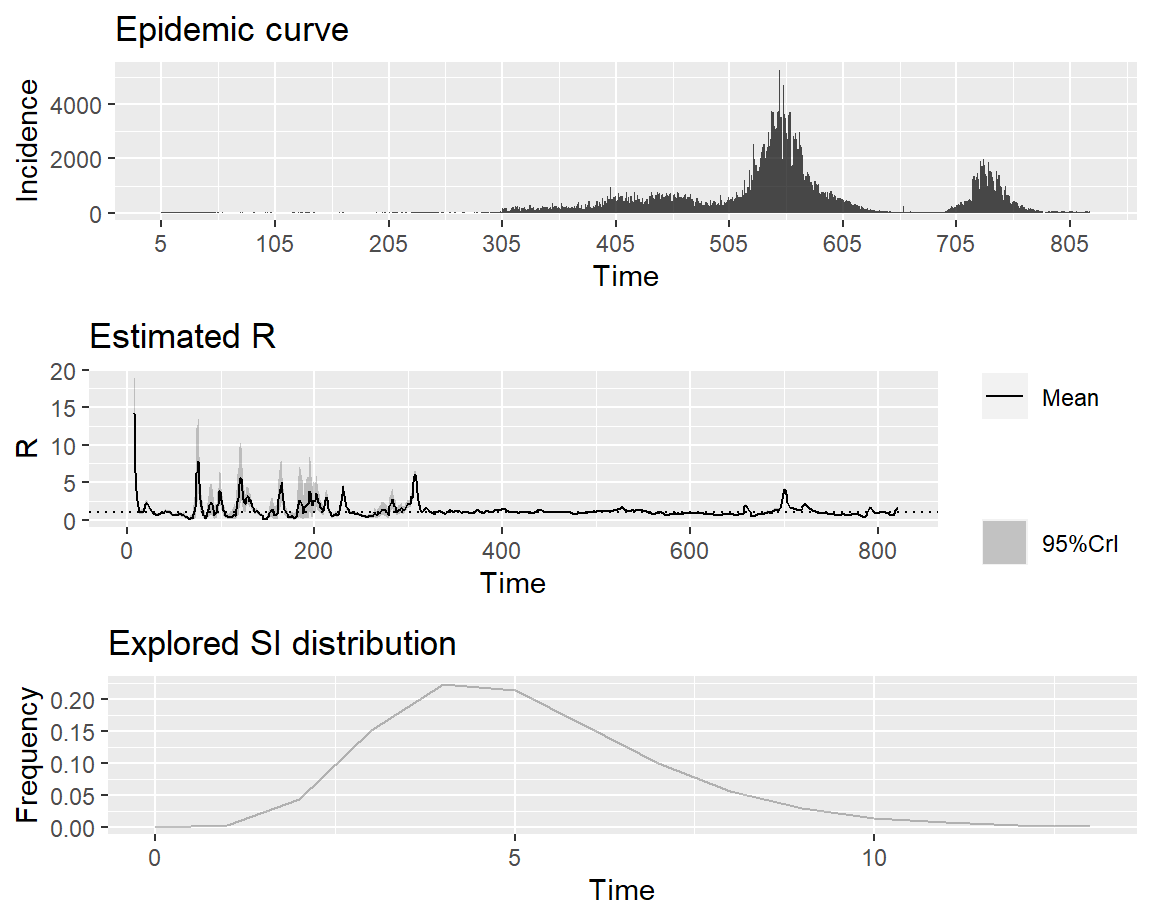 Epidemic curve
Incidence
4000
2000
0
5 105 205 305 405 505 605 705 805
Time
Estimated R
R
20
15
10
5
0
0 200 400 600 800
Time
Mean
95%CrI
Explored SI distribution
Frequency
0.20
0.15
0.10
0.05
0.00
0 5 10
Time